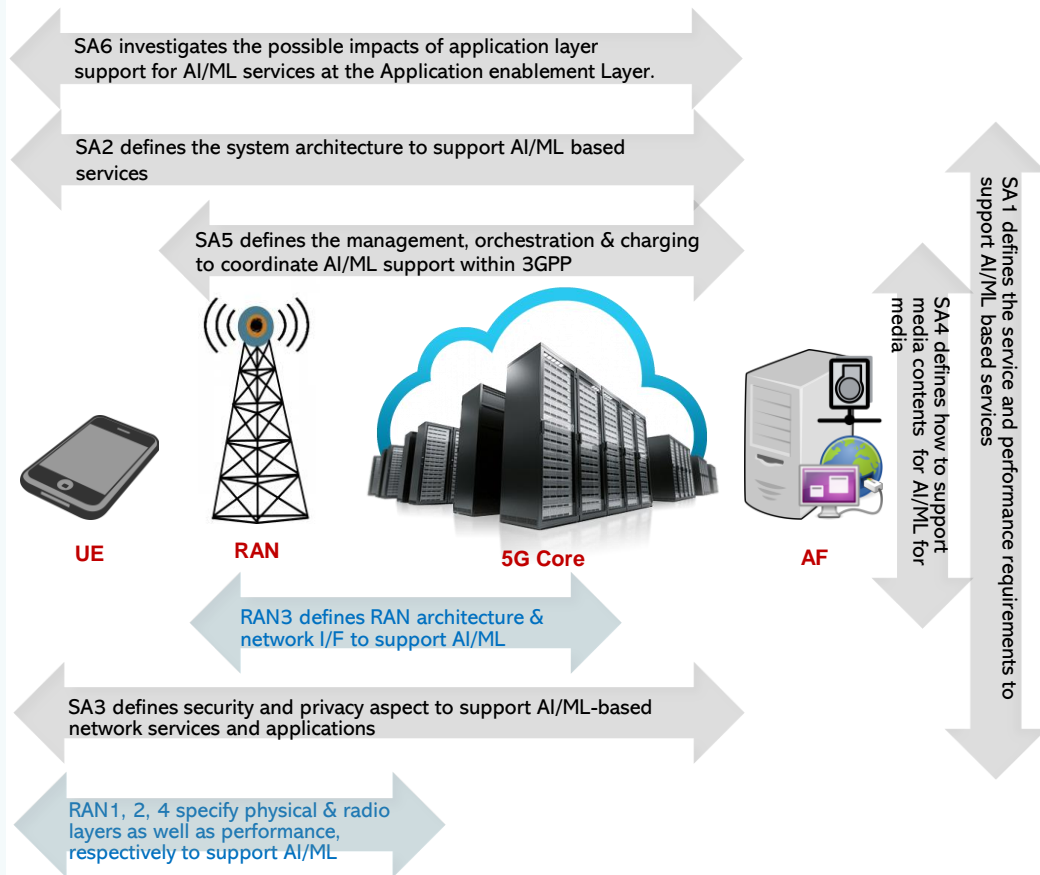 SA6 investigates the possible impacts of application layer
support for AI/ML services at the Application enablement Layer.
SA2 defines the system architecture to support AI/ML based
services
SA5 defines the management, orchestration & charging
to coordinate AI/ML support within 3GPP
SA1 defines the service and performance requirements to
support AI/ML based services
SA4 defines how to support
media contents for AI/ML for
media
UE
RAN
5G Core
AF
RAN3 defines RAN architecture &
network I/F to support AI/ML
SA3 defines security and privacy aspect to support AI/ML-based
network services and applications
RAN1, 2, 4 specify physical & radio
layers as well as performance,
respectively to support AI/ML